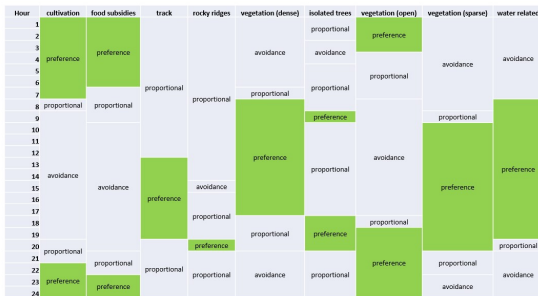 Hour cultivation food subsidies track rocky ridges vegetation (dense) isolated trees vegetation (open) vegetation (sparse) water related
1
2 proportional preference
3
4 preference preference avoidance avoidance avoidance avoidance
5 proportional proportional
6 proportional
7 proportional
8 proportional proportional proportional
9 preference proportional
10
11
12 preference avoidance
13 proportional preference preference
14
15 avoidance avoidance avoidance
16 preference
17 proportional
18 proportional
19 proportional preference
20 preference proportional
21 proportional
22 proportional proportional proportional avoidance proportional preference proportional
23 preference preference avoidance
24 avoidance